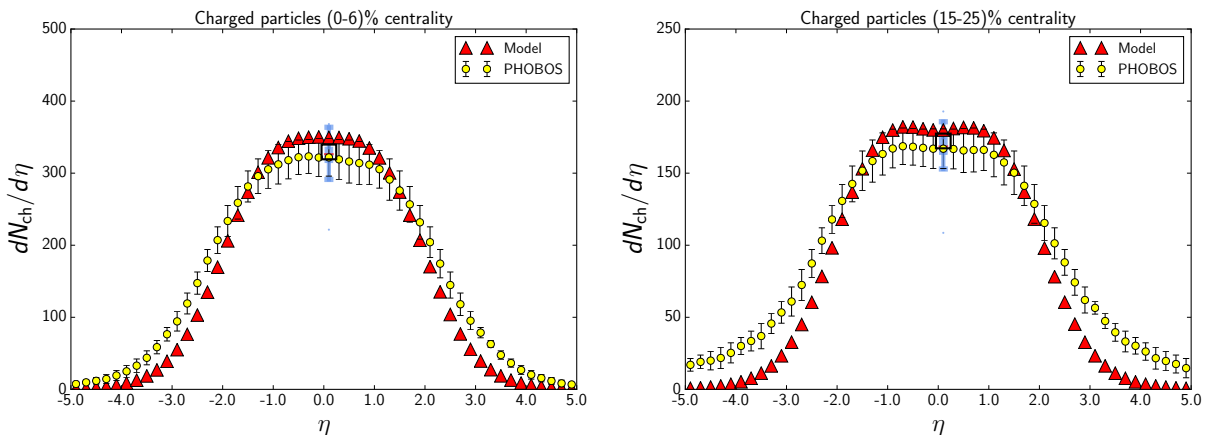 Charged particles (0-6)% centrality
500
400
300
200
100
0
dN_ch/dη
Model
PHOBOS
-5.0 -4.0 -3.0 -2.0 -1.0 0.0 1.0 2.0 3.0 4.0 5.0
η
Charged particles (15-25)% centrality
250
200
150
100
50
0
dN_ch/dη
Model
PHOBOS
-5.0 -4.0 -3.0 -2.0 -1.0 0.0 1.0 2.0 3.0 4.0 5.0
η